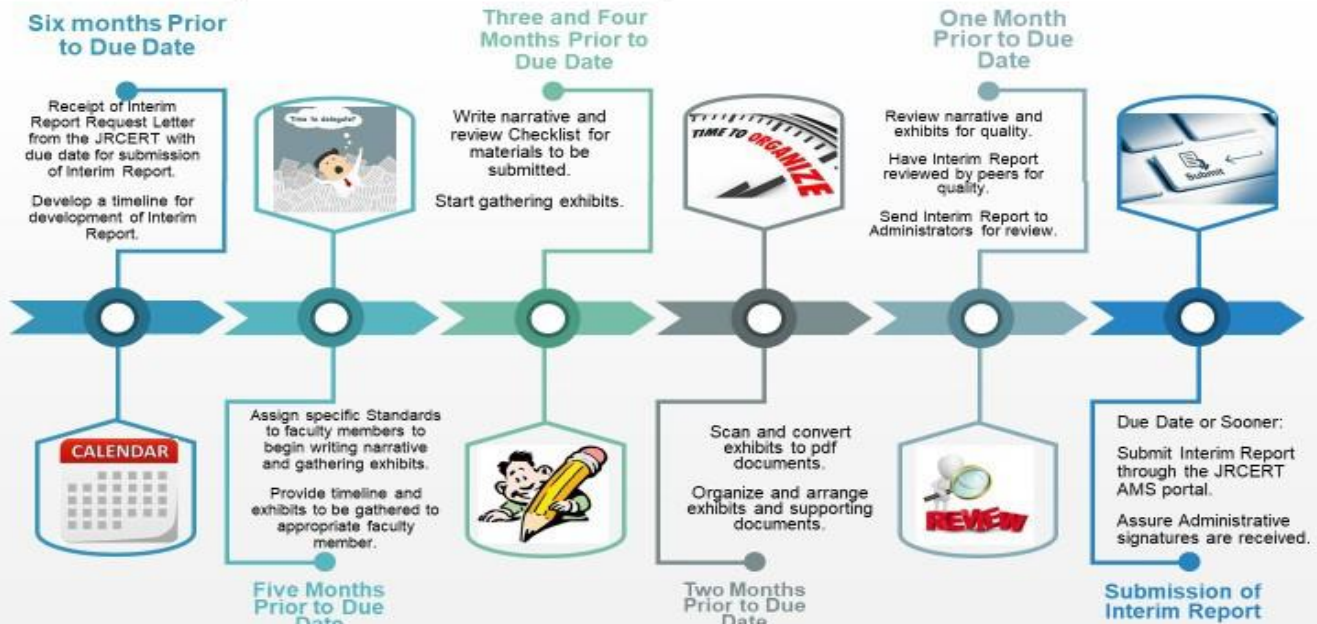 Six months Prior
to Due Date
Receipt of Interim
Report Request Letter
from the JRCERT with
due date for submission
of Interim Report.
Develop a timeline for
development of Interim
Report.
Time to delegate?
Three and Four
Months Prior to
Due Date
Write narrative and
review Checklist for
materials to be
submitted.
Start gathering exhibits.
TIME TO ORGANIZE
One Month
Prior to Due
Date
Review narrative and
exhibits for quality.
Have Interim Report
reviewed by peers for
quality.
Send Interim Report to
Administrators for review.
Submit
CALENDAR
Assign specific Standards
to faculty members to
begin writing narrative
and gathering exhibits.
Provide timeline and
exhibits to be gathered to
appropriate faculty
member.
Five Months
Prior to Due
Date
Scan and convert
exhibits to pdf
documents.
Organize and arrange
exhibits and supporting
documents.
Two Months
Prior to Due
Date
REVIEW
Due Date or Sooner:
Submit Interim Report
through the JRCERT
AMS portal.
Assure Administrative
signatures are received.
Submission of
Interim Report